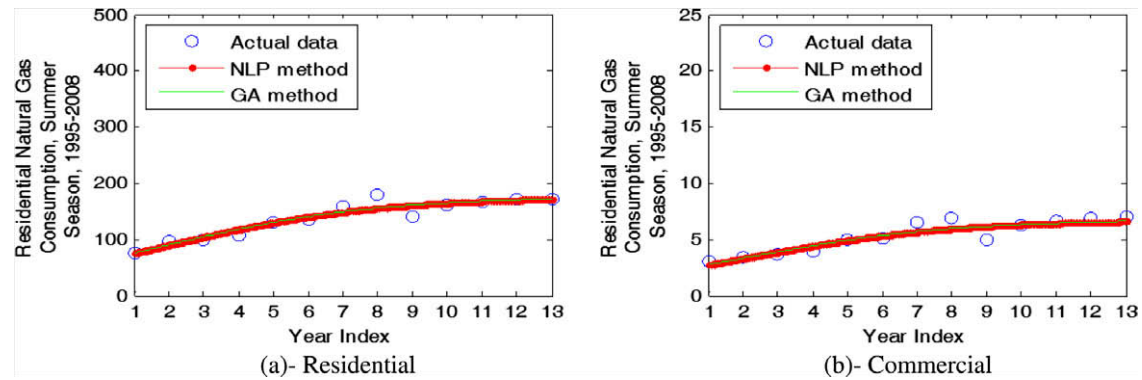 Residential Natural Gas
Consumption, Summer
Season, 1995-2008
500
400
300
200
100
0
Actual data
NLP method
GA method
1 2 3 4 5 6 7 8 9 10 11 12 13
Year Index
(a)- Residential
Residential Natural Gas
Consumption, Summer
Season, 1995-2008
25
20
15
10
5
0
Actual data
NLP method
GA method
1 2 3 4 5 6 7 8 9 10 11 12 13
Year Index
(b)- Commercial